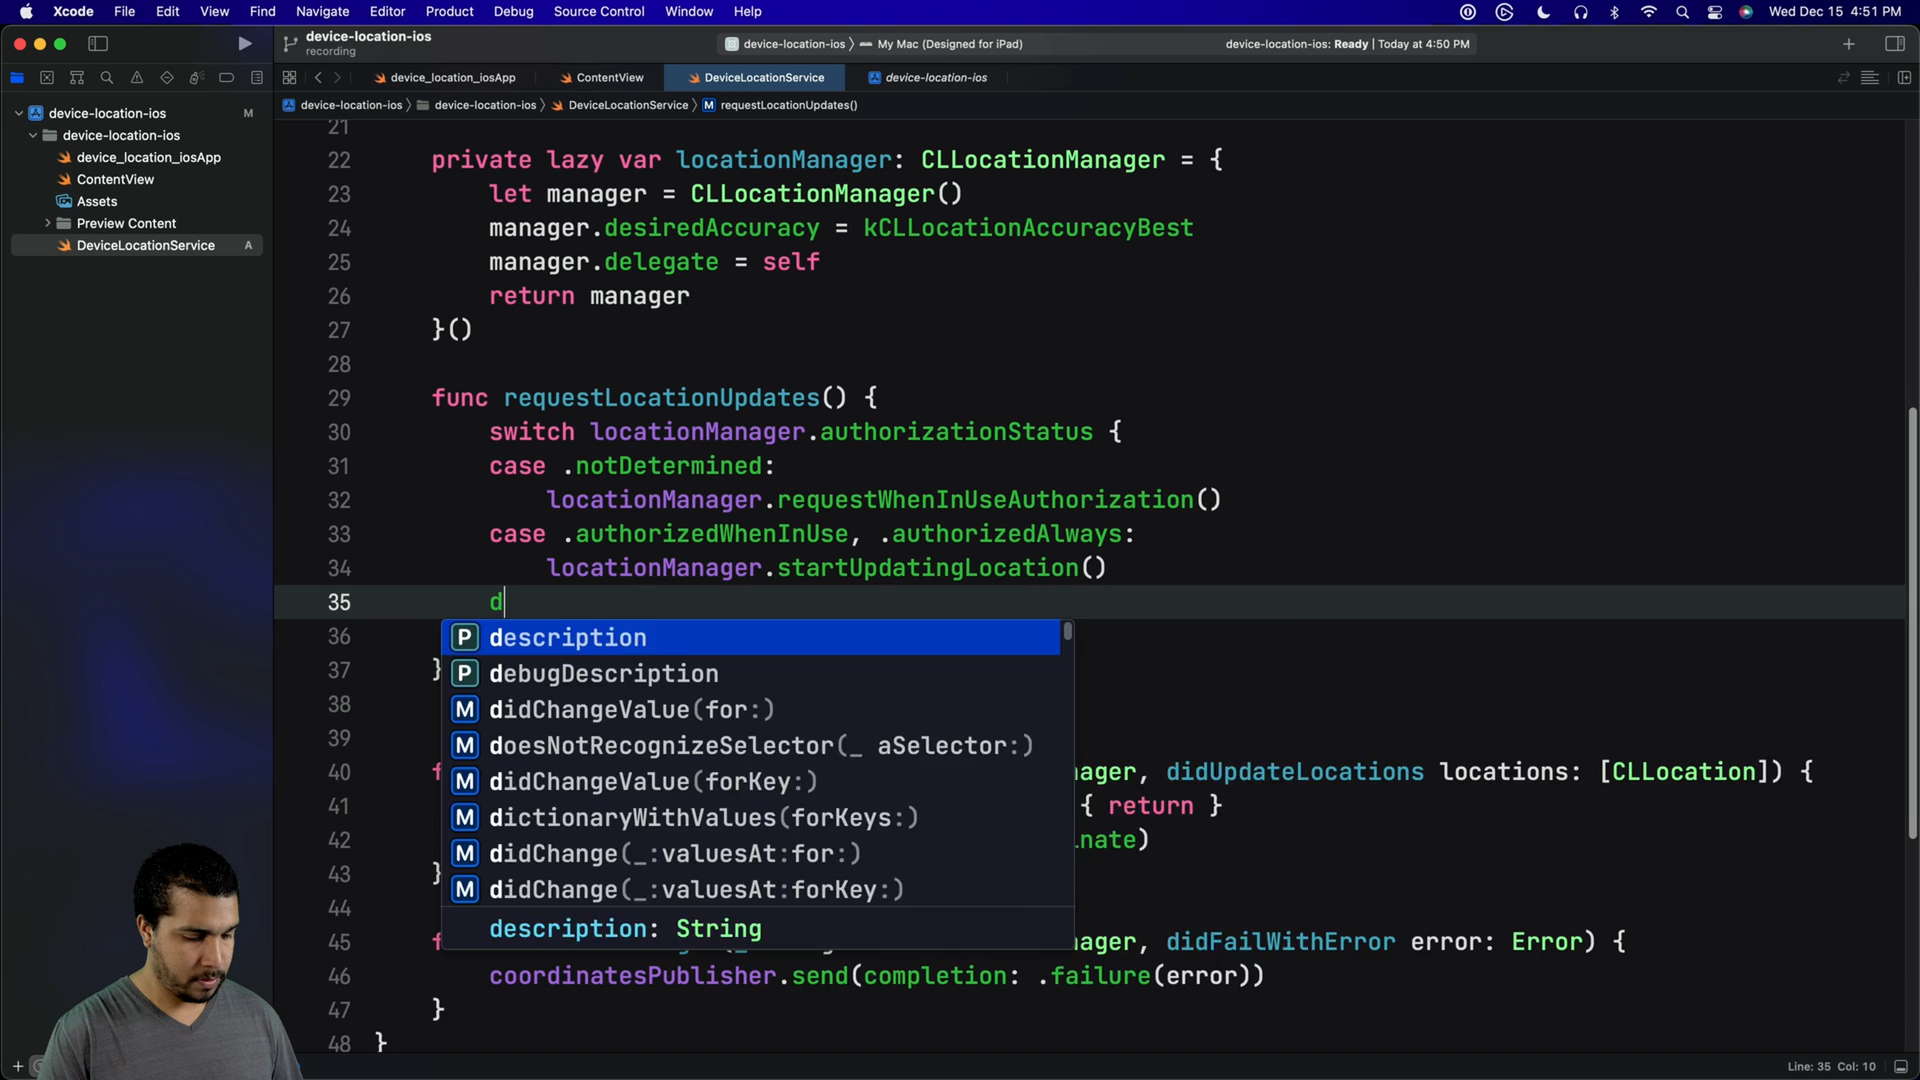 Xcode File Edit View Find Navigate Editor Product Debug Source Control Window Help Wed Dec 15 4:51 PM
device-location-ios
recording
device-location-ios 〉 My Mac (Designed for iPad)
device-location-ios: Ready | Today at 4:50 PM
device_location_iosApp ContentView DeviceLocationService device-location-ios
device-location-ios 〉 device-location-ios 〉 DeviceLocationService 〉 M requestLocationUpdates()
device-location-ios M
device-location-ios
device_location_iosApp
ContentView
Assets
Preview Content
DeviceLocationService A
21
22 private lazy var locationManager: CLLocationManager = {
23 let manager = CLLocationManager()
24 manager.desiredAccuracy = kCLLocationAccuracyBest
25 manager.delegate = self
26 return manager
27 }()
28
29 func requestLocationUpdates() {
30 switch locationManager.authorizationStatus {
31 case .notDetermined:
32 locationManager.requestWhenInUseAuthorization()
33 case .authorizedWhenInUse, .authorizedAlways:
34 locationManager.startUpdatingLocation()
35 d
36
37 }
38
39
40 f ager, didUpdateLocations locations: [CLLocation]) {
41 { return }
42 nate)
43 }
44
45 f ager, didFailWithError error: Error) {
46 coordinatesPublisher.send(completion: .failure(error))
47 }
48 }
P description
P debugDescription
M didChangeValue(for:)
M doesNotRecognizeSelector(_ aSelector:)
M didChangeValue(forKey:)
M dictionaryWithValues(forKeys:)
M didChange(_:valuesAt:for:)
M didChange(_:valuesAt:forKey:)
description: String
Line: 35 Col: 10